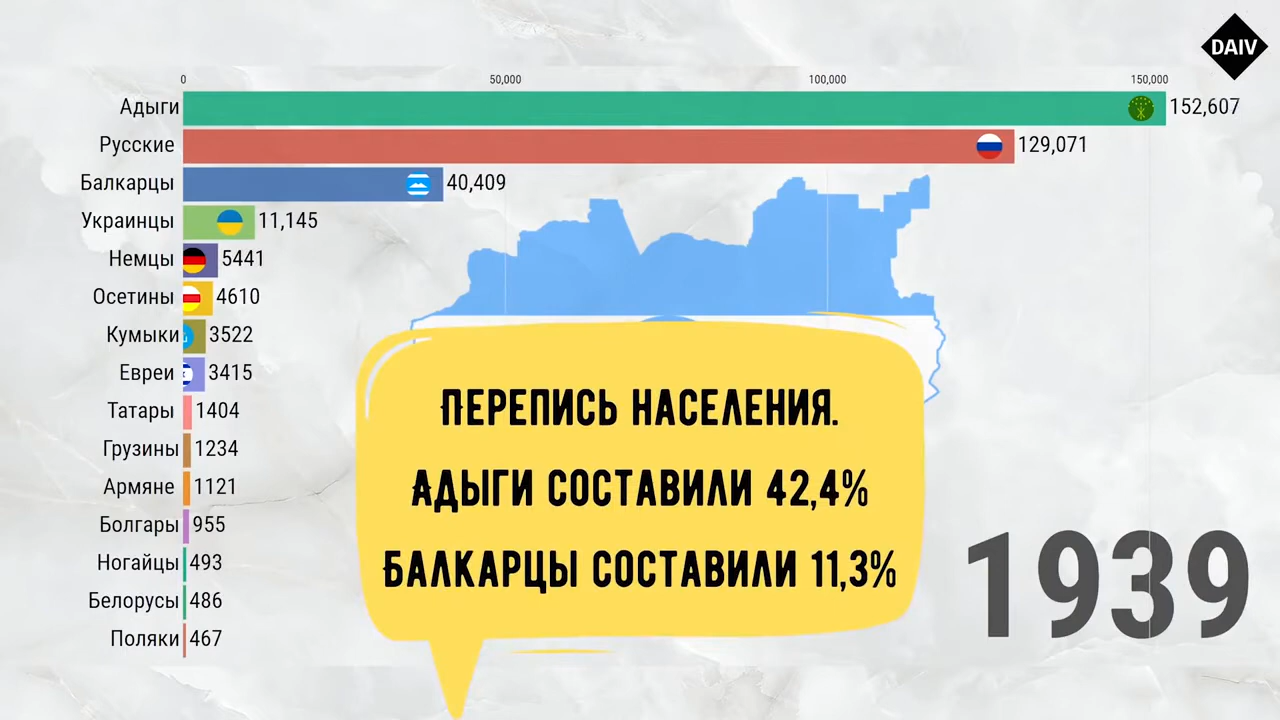 DAIV
0 50,000 100,000 150,000
Адыги 152,607
Русские 129,071
Балкарцы 40,409
Украинцы 11,145
Немцы 5441
Осетины 4610
Кумыки 3522
Евреи 3415
Татары 1404
Грузины 1234
Армяне 1121
Болгары 955
Ногайцы 493
Белорусы 486
Поляки 467
Перепись населения.
Адыги составили 42,4%
Балкарцы составили 11,3%
1939